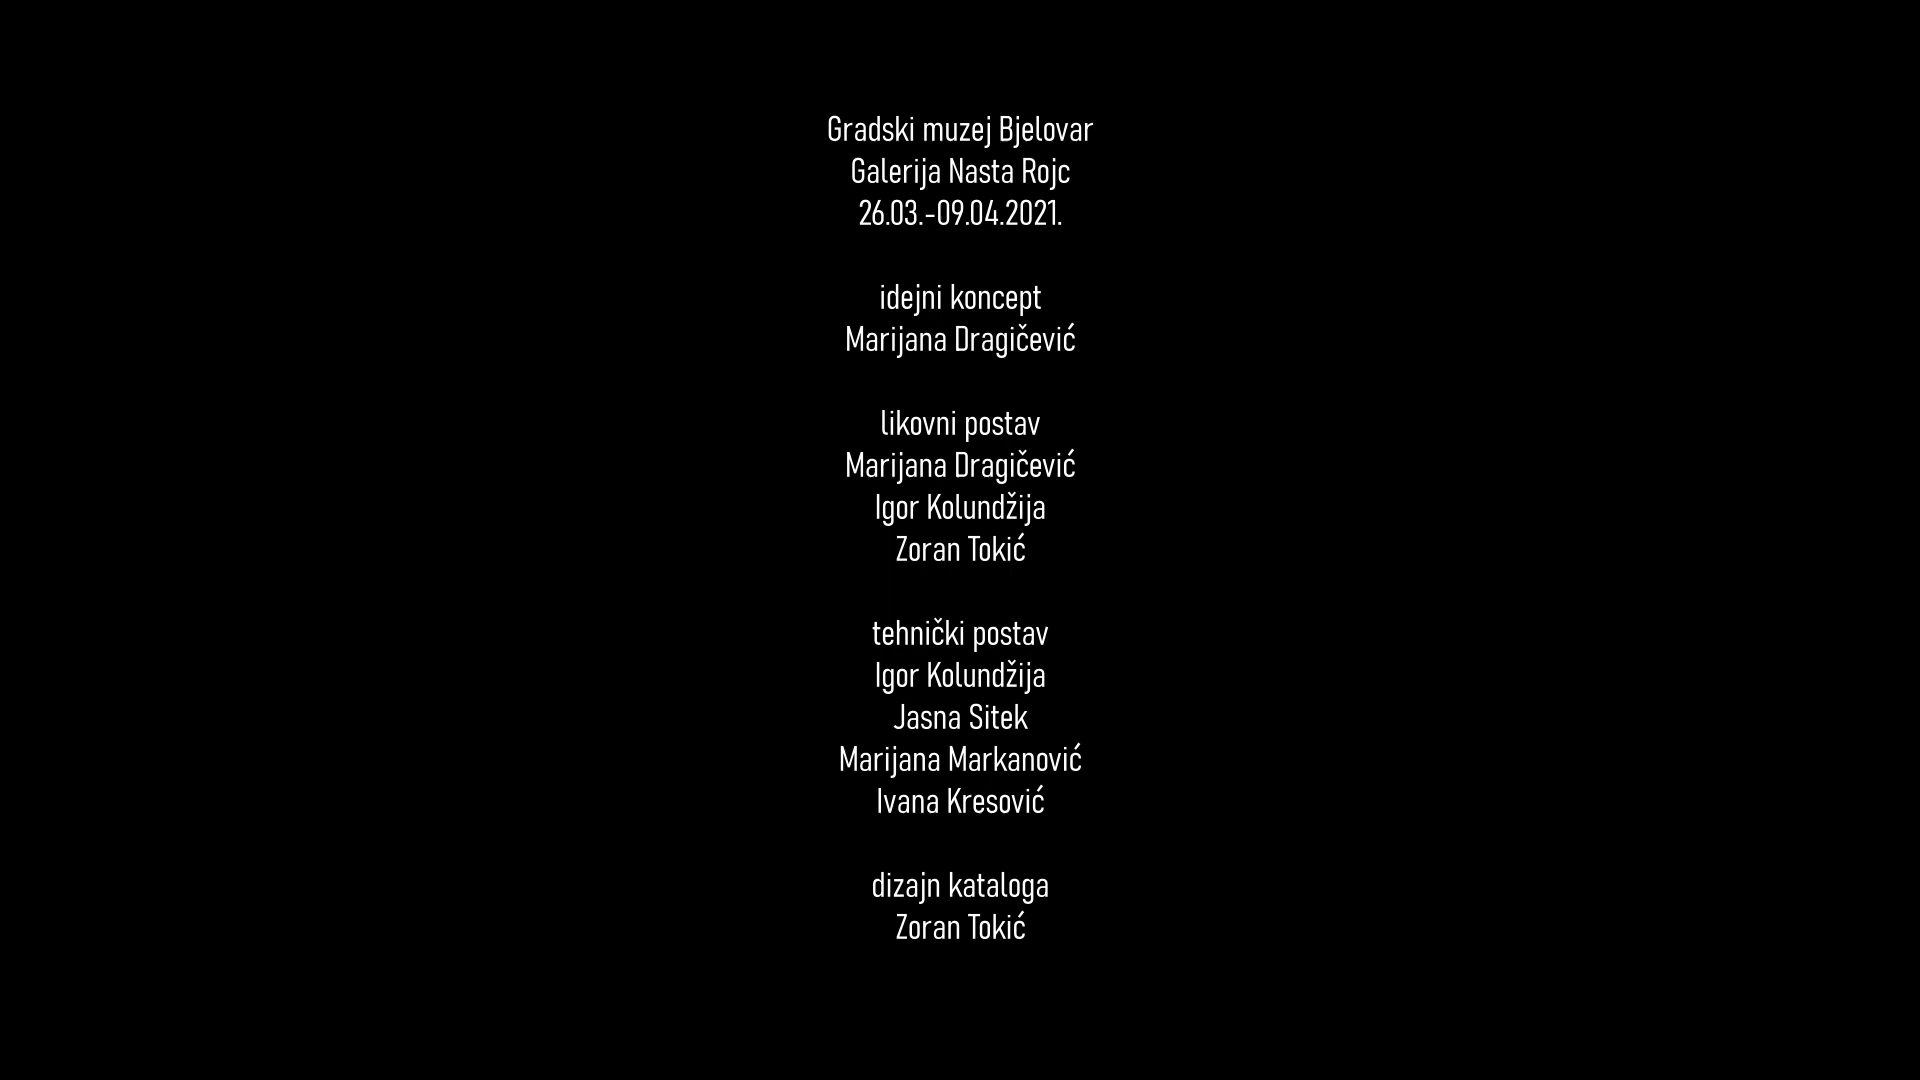 Gradski muzej Bjelovar
Galerija Nasta Rojc
26.03.-09.04.2021.
idejni koncept
Marijana Dragičević
likovni postav
Marijana Dragičević
Igor Kolundžija
Zoran Tokić
tehnički postav
Igor Kolundžija
Jasna Sitek
Marijana Markanović
Ivana Kresović
dizajn kataloga
Zoran Tokić